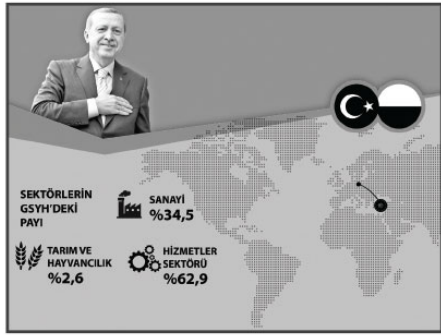 SEKTÖRLERİN
GSYH'DEKİ
PAYI
SANAYİ
%34,5
TARIM VE
HAYVANCILIK
%2,6
HİZMETLER
SEKTÖRÜ
%62,9